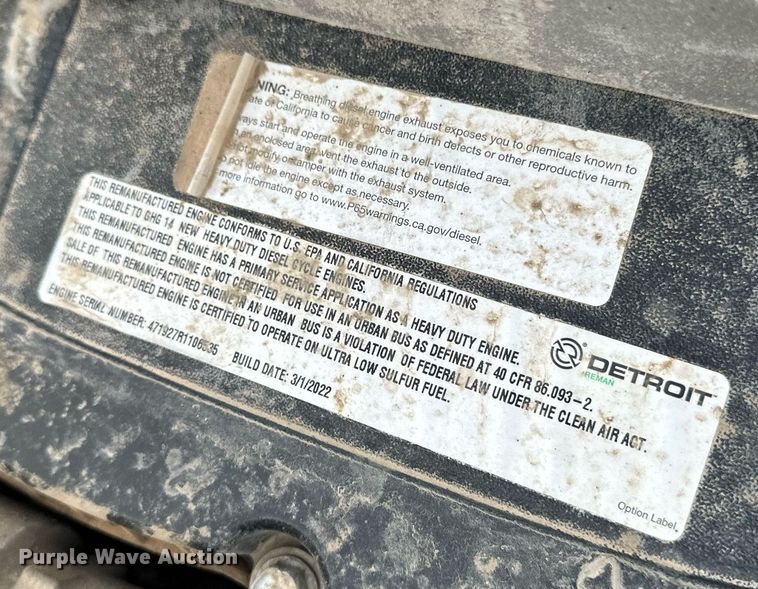 NING: Breathing diesel engine exhaust exposes you to chemicals known to
ate of California to cause cancer and birth defects or other reproductive harm.
ways start and operate the engine in a well-ventilated area.
an enclosed area, vent the exhaust to the outside.
not modify or tamper with the exhaust system.
not idle the engine except as necessary.
more information go to www.P65warnings.ca.gov/diesel.
THIS REMANUFACTURED ENGINE CONFORMS TO U.S. EPA AND CALIFORNIA REGULATIONS
APPLICABLE TO GHG 14 NEW HEAVY DUTY DIESEL CYCLE ENGINES.
THIS REMANUFACTURED ENGINE HAS A PRIMARY SERVICE APPLICATION AS A HEAVY DUTY ENGINE.
THIS REMANUFACTURED ENGINE IS NOT CERTIFIED FOR USE IN AN URBAN BUS AS DEFINED AT 40 CFR 86.093-2.
SALE OF THIS REMANUFACTURED ENGINE IN AN URBAN BUS IS A VIOLATION OF FEDERAL LAW UNDER THE CLEAN AIR ACT.
THIS REMANUFACTURED ENGINE IS CERTIFIED TO OPERATE ON ULTRA LOW SULFUR FUEL.
ENGINE SERIAL NUMBER: BUILD DATE: 3/1/2022
DETROIT
REMAN
Option Label
Purple Wave Auction